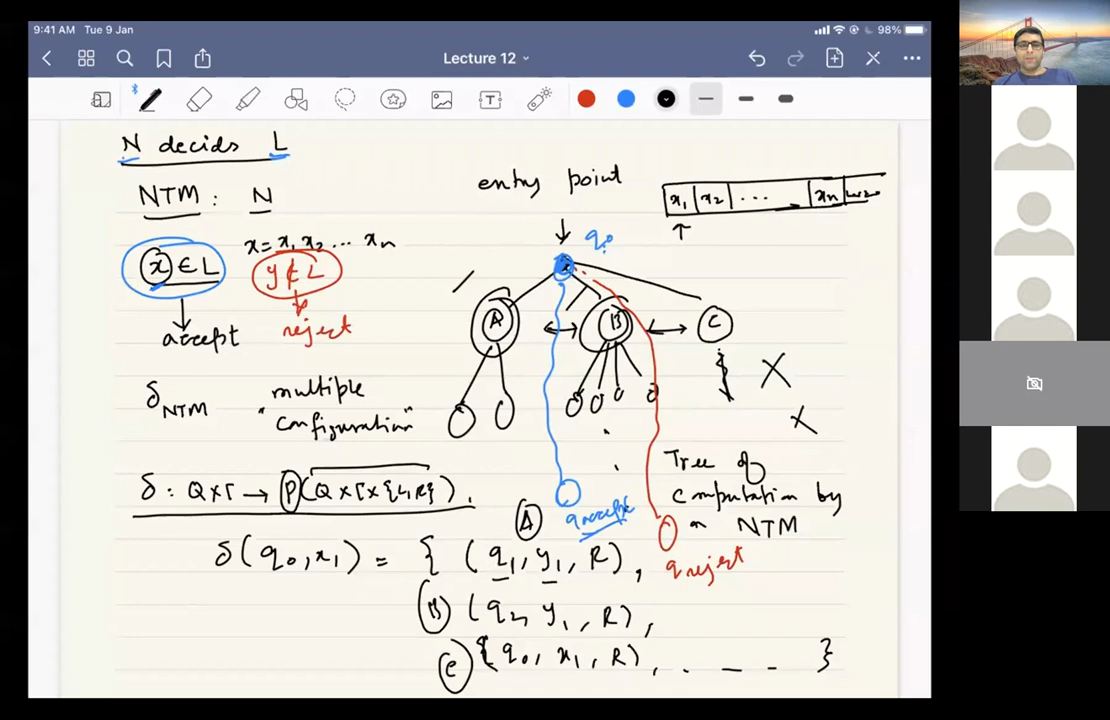 9:41 AM Tue 9 Jan
98%
Lecture 12
N decides L
NTM : N
entry point
x1 x2 ... xn
q0
x = x1 x2 ... xn
x ∈ L
y ∉ L
accept
reject
A
B
C
δNTM
multiple
"configuration"
δ : Q×Γ → P(Q×Γ×{L,R}).
Tree of
computation by
an NTM
A
qaccept
qreject
δ(q0, x1) = { (q1, y1, R),
B (q2, y1, R),
C (q0, x1, R), . _ _ . }